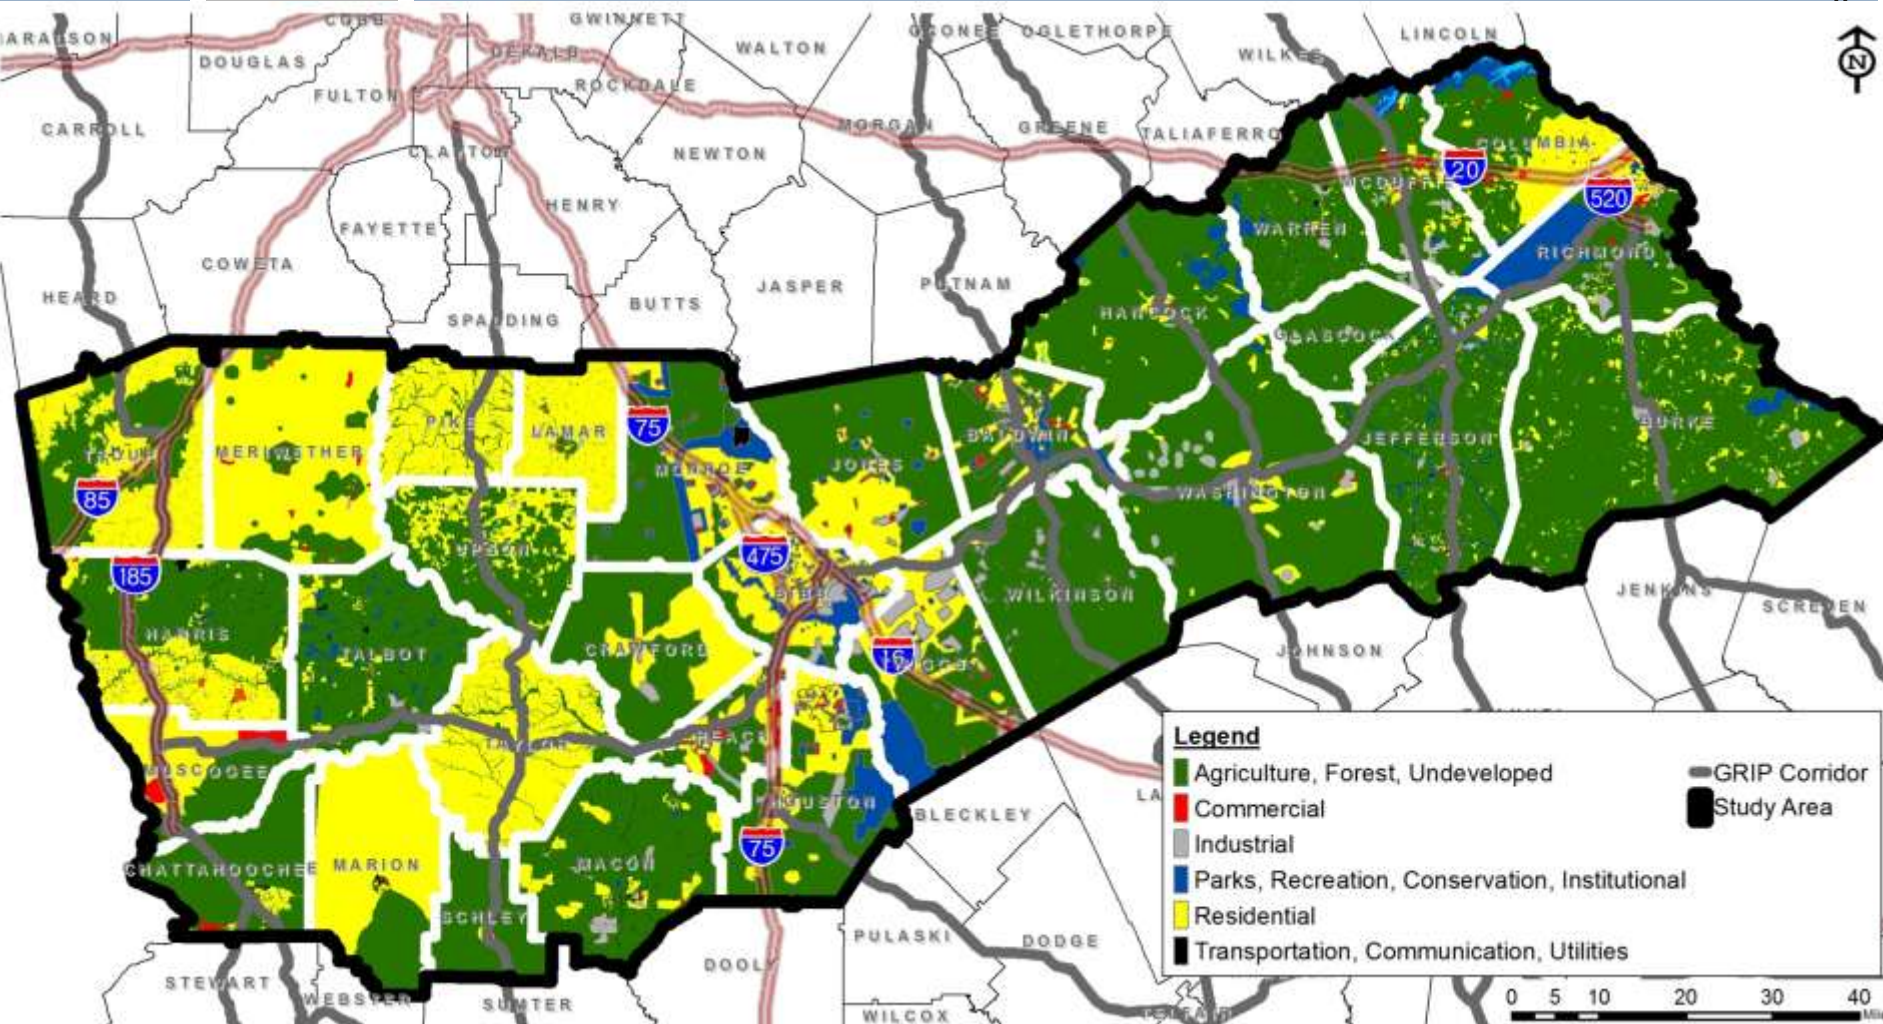 COBB
GWINNETT
HARALSON
DEKALB
WALTON
OCONEE
OGLETHORPE
WILKES
LINCOLN
N
DOUGLAS
FULTON
ROCKDALE
CARROLL
CLAYTON
NEWTON
MORGAN
GREENE
TALIAFERRO
COLUMBIA
20
MCDUFFIE
520
HENRY
FAYETTE
WARREN
RICHMOND
COWETA
HEARD
BUTTS
JASPER
PUTNAM
SPALDING
HANCOCK
GLASCOCK
TROUP
MERIWETHER
PIKE
LAMAR
75
MONROE
JONES
BALDWIN
JEFFERSON
BURKE
85
WASHINGTON
UPSON
475
185
BIBB
WILKINSON
JENKINS
SCREVEN
HARRIS
TALBOT
CRAWFORD
16
TWIGGS
JOHNSON
MUSCOGEE
TAYLOR
PEACH
HOUSTON
BLECKLEY
LA
CHATTAHOOCHEE
MARION
MACON
75
SCHLEY
PULASKI
DODGE
DOOLY
STEWART
WEBSTER
SUMTER
WILCOX
TELFAIR
Legend
Agriculture, Forest, Undeveloped
Commercial
Industrial
Parks, Recreation, Conservation, Institutional
Residential
Transportation, Communication, Utilities
GRIP Corridor
Study Area
0 5 10 20 30 40